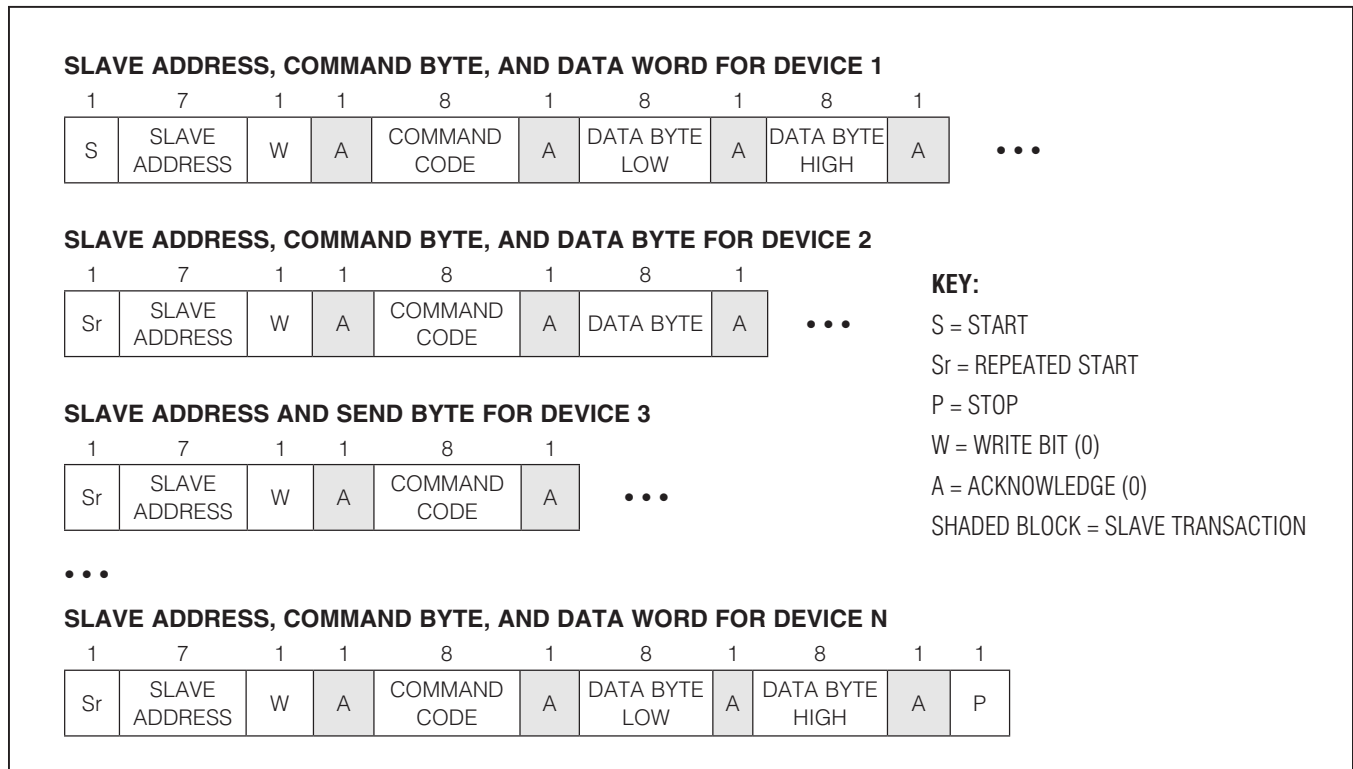 SLAVE ADDRESS, COMMAND BYTE, AND DATA WORD FOR DEVICE 1
1 7 1 1 8 1 8 1 8 1
S SLAVE ADDRESS W A COMMAND CODE A DATA BYTE LOW A DATA BYTE HIGH A •••
SLAVE ADDRESS, COMMAND BYTE, AND DATA BYTE FOR DEVICE 2
1 7 1 1 8 1 8 1
Sr SLAVE ADDRESS W A COMMAND CODE A DATA BYTE A •••
SLAVE ADDRESS AND SEND BYTE FOR DEVICE 3
1 7 1 1 8 1
Sr SLAVE ADDRESS W A COMMAND CODE A •••
•••
SLAVE ADDRESS, COMMAND BYTE, AND DATA WORD FOR DEVICE N
1 7 1 1 8 1 8 1 8 1 1
Sr SLAVE ADDRESS W A COMMAND CODE A DATA BYTE LOW A DATA BYTE HIGH A P
KEY:
S = START
Sr = REPEATED START
P = STOP
W = WRITE BIT (0)
A = ACKNOWLEDGE (0)
SHADED BLOCK = SLAVE TRANSACTION